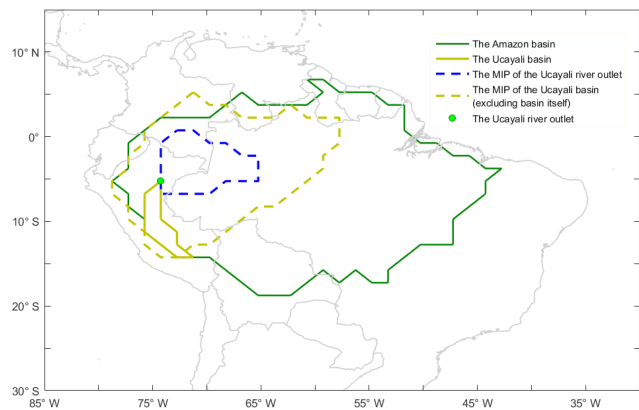 10° N
0°
10° S
20° S
30° S
85° W
75° W
65° W
55° W
45° W
35° W
The Amazon basin
The Ucayali basin
The MIP of the Ucayali river outlet
The MIP of the Ucayali basin
(excluding basin itself)
The Ucayali river outlet